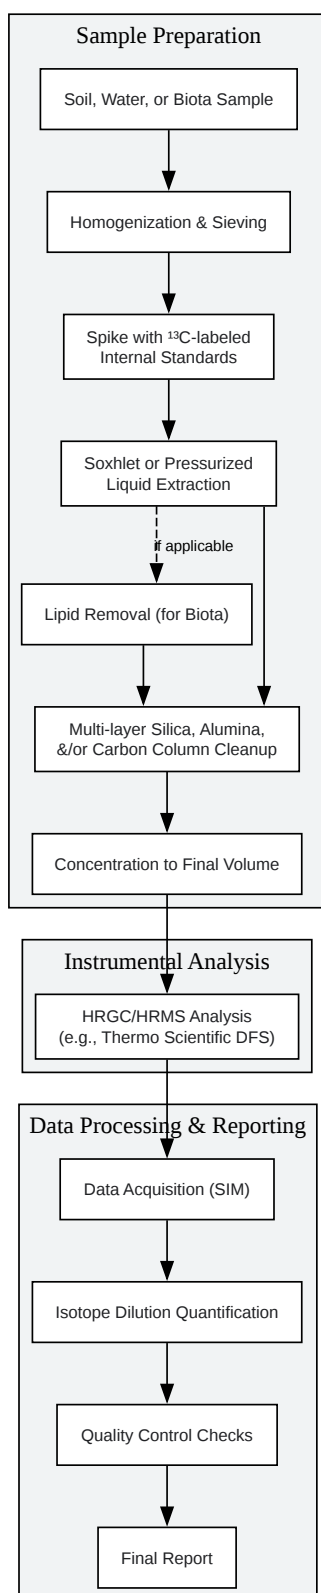 Sample Preparation
Soil, Water, or Biota Sample
Homogenization & Sieving
Spike with ¹³C-labeled
Internal Standards
Soxhlet or Pressurized
Liquid Extraction
if applicable
Lipid Removal (for Biota)
Multi-layer Silica, Alumina,
&/or Carbon Column Cleanup
Concentration to Final Volume
Instrumental Analysis
HRGC/HRMS Analysis
(e.g., Thermo Scientific DFS)
Data Processing & Reporting
Data Acquisition (SIM)
Isotope Dilution Quantification
Quality Control Checks
Final Report